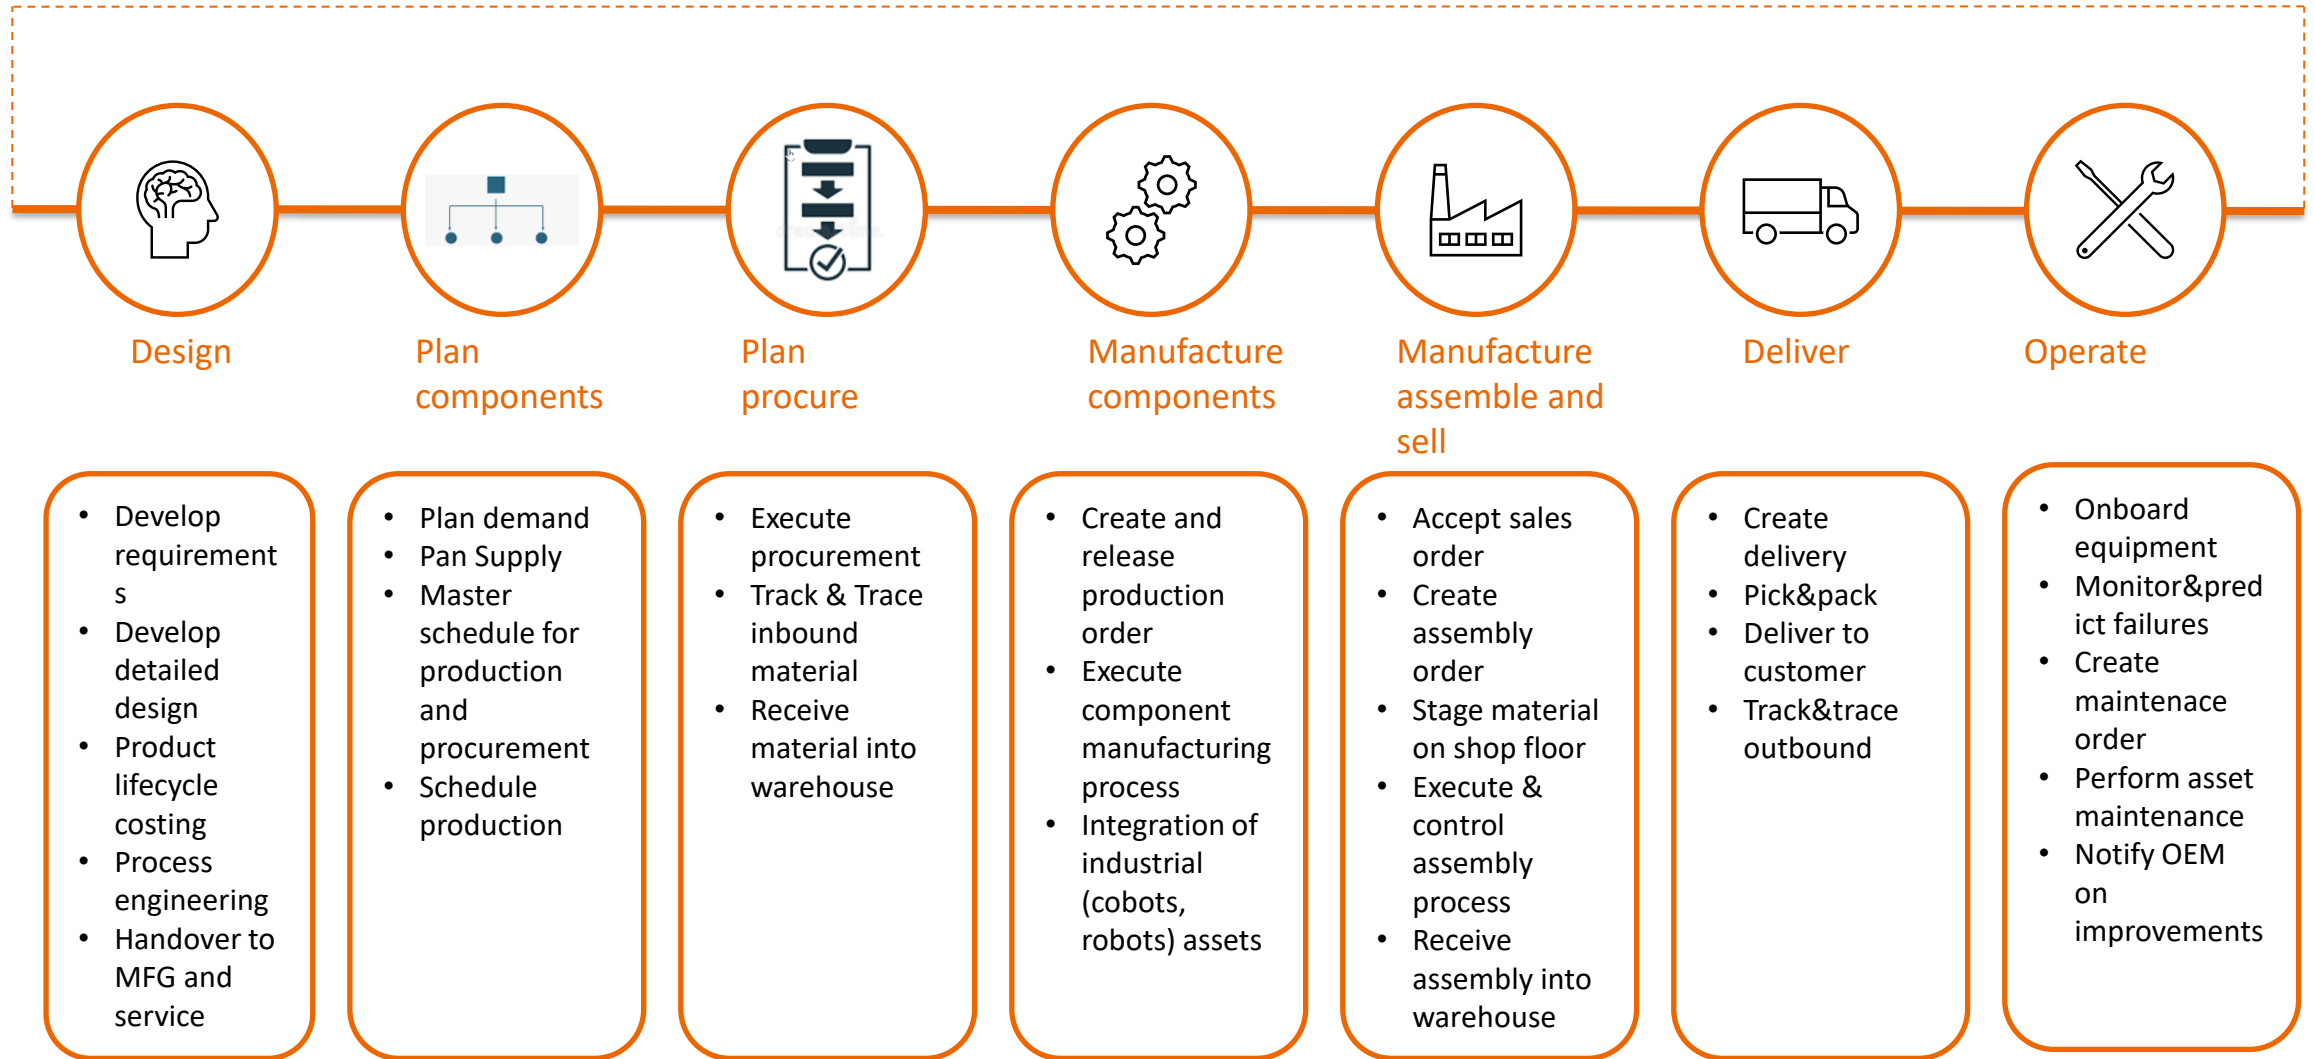 Design
Plan
components
Plan
procure
Manufacture
components
Manufacture
assemble and
sell
Deliver
Operate
• Develop
requirement
s
• Develop
detailed
design
• Product
lifecycle
costing
• Process
engineering
• Handover to
MFG and
service
• Plan demand
• Pan Supply
• Master
schedule for
production
and
procurement
• Schedule
production
• Execute
procurement
• Track & Trace
inbound
material
• Receive
material into
warehouse
• Create and
release
production
order
• Execute
component
manufacturing
process
• Integration of
industrial
(cobots,
robots) assets
• Accept sales
order
• Create
assembly
order
• Stage material
on shop floor
• Execute &
control
assembly
process
• Receive
assembly into
warehouse
• Create
delivery
• Pick&pack
• Deliver to
customer
• Track&trace
outbound
• Onboard
equipment
• Monitor&pred
ict failures
• Create
maintenace
order
• Perform asset
maintenance
• Notify OEM
on
improvements